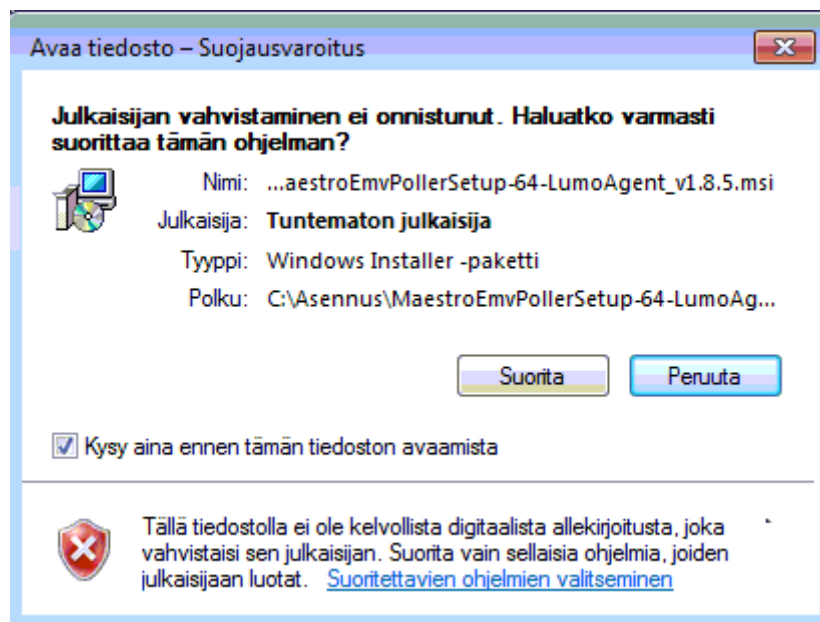 Avaa tiedosto – Suojausvaroitus
Julkaisijan vahvistaminen ei onnistunut. Haluatko varmasti
suorittaa tämän ohjelman?
Nimi: ...aestroEmvPollerSetup-64-LumoAgent_v1.8.5.msi
Julkaisija: Tuntematon julkaisija
Tyyppi: Windows Installer -paketti
Polku: C:\Asennus\MaestroEmvPollerSetup-64-LumoAg...
Suorita Peruuta
Kysy aina ennen tämän tiedoston avaamista
Tällä tiedostolla ei ole kelvollista digitaalista allekirjoitusta, joka
vahvistaisi sen julkaisijan. Suorita vain sellaisia ohjelmia, joiden
julkaisijaan luotat. Suoritettavien ohjelmien valitseminen